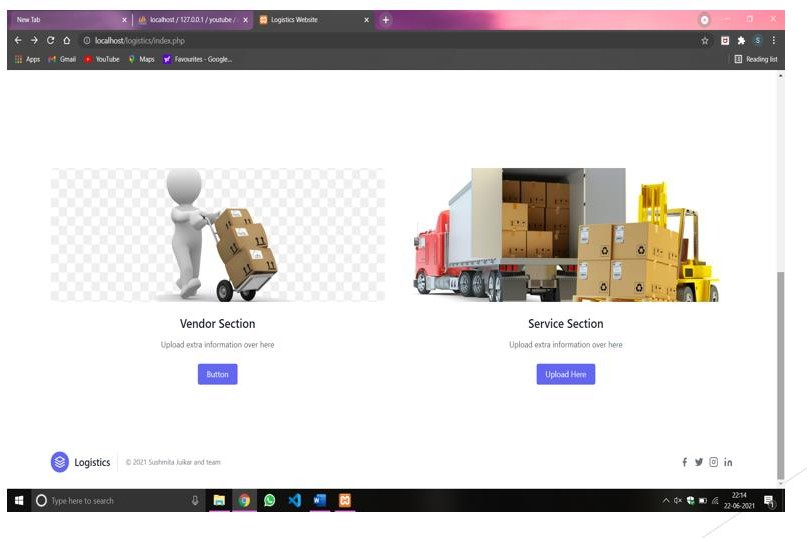 New Tab
localhost / 127.0.0.1 / youtube /
Logistics Website
localhost/logistics/index.php
S
Apps
Gmail
YouTube
Maps
Favourites - Google...
Reading list
Vendor Section
Service Section
Upload extra information over here
Upload extra information over here
Button
Upload Here
Logistics
© 2021 Sushmita Juikar and team
Type here to search
22:14
22-06-2021